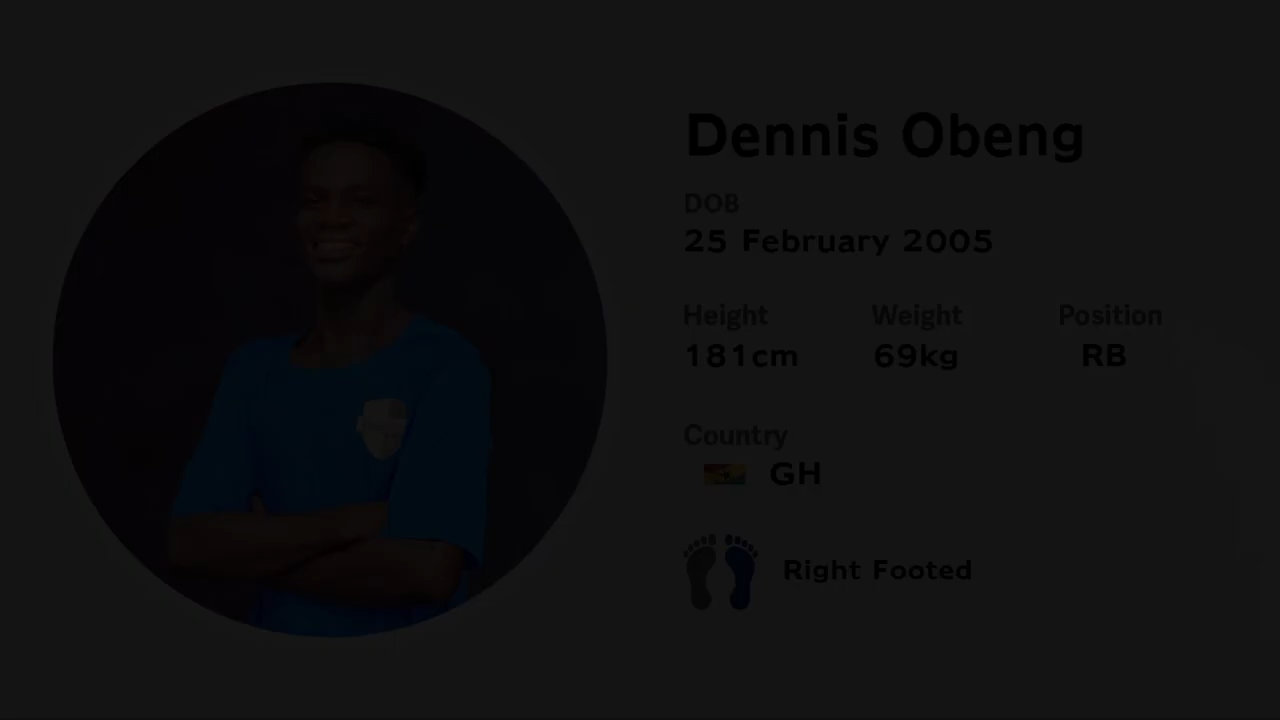 Dennis Obeng
DOB
25 February 2005
Height Weight Position
181cm 69kg RB
Country
GH
Right Footed